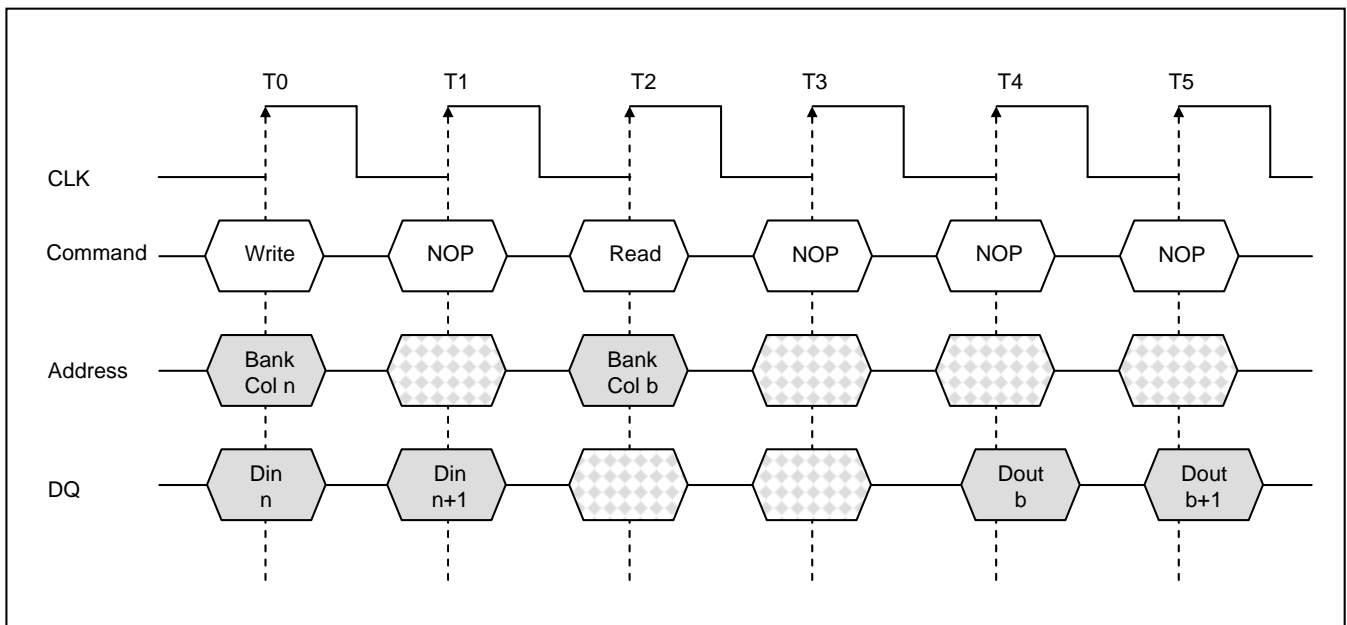 T0 T1 T2 T3 T4 T5
CLK
Command Write NOP Read NOP NOP NOP
Address Bank Col n Bank Col b
DQ Din n Din n+1 Dout b Dout b+1